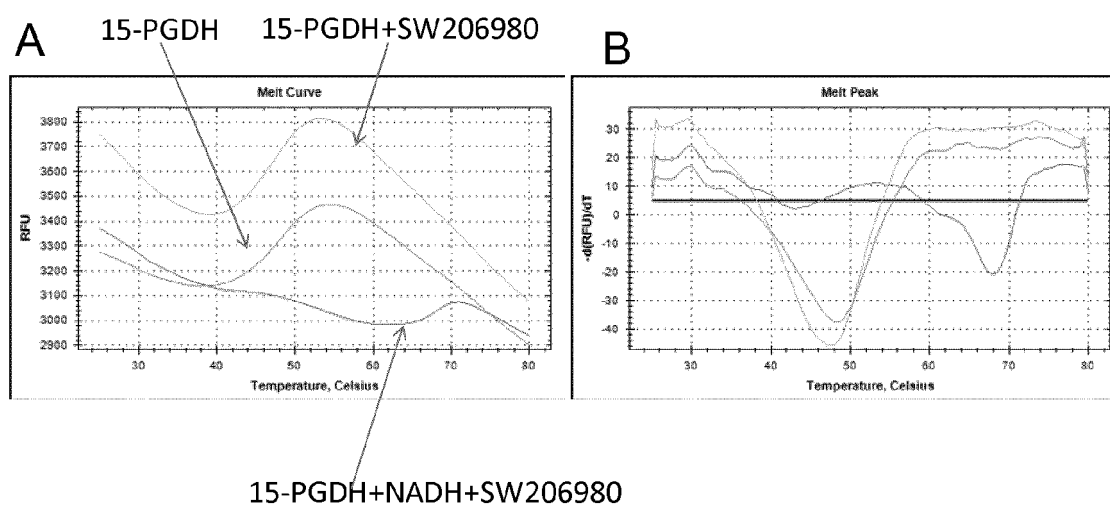 A
15-PGDH
15-PGDH+SW206980
B
Melt Curve
RFU
3800
3700
3600
3500
3400
3300
3200
3100
3000
2900
30 40 50 60 70 80
Temperature, Celsius
Melt Peak
-d(RFU)/dT
30
20
10
0
-10
-20
-30
-40
30 40 50 60 70 80
Temperature, Celsius
15-PGDH+NADH+SW206980